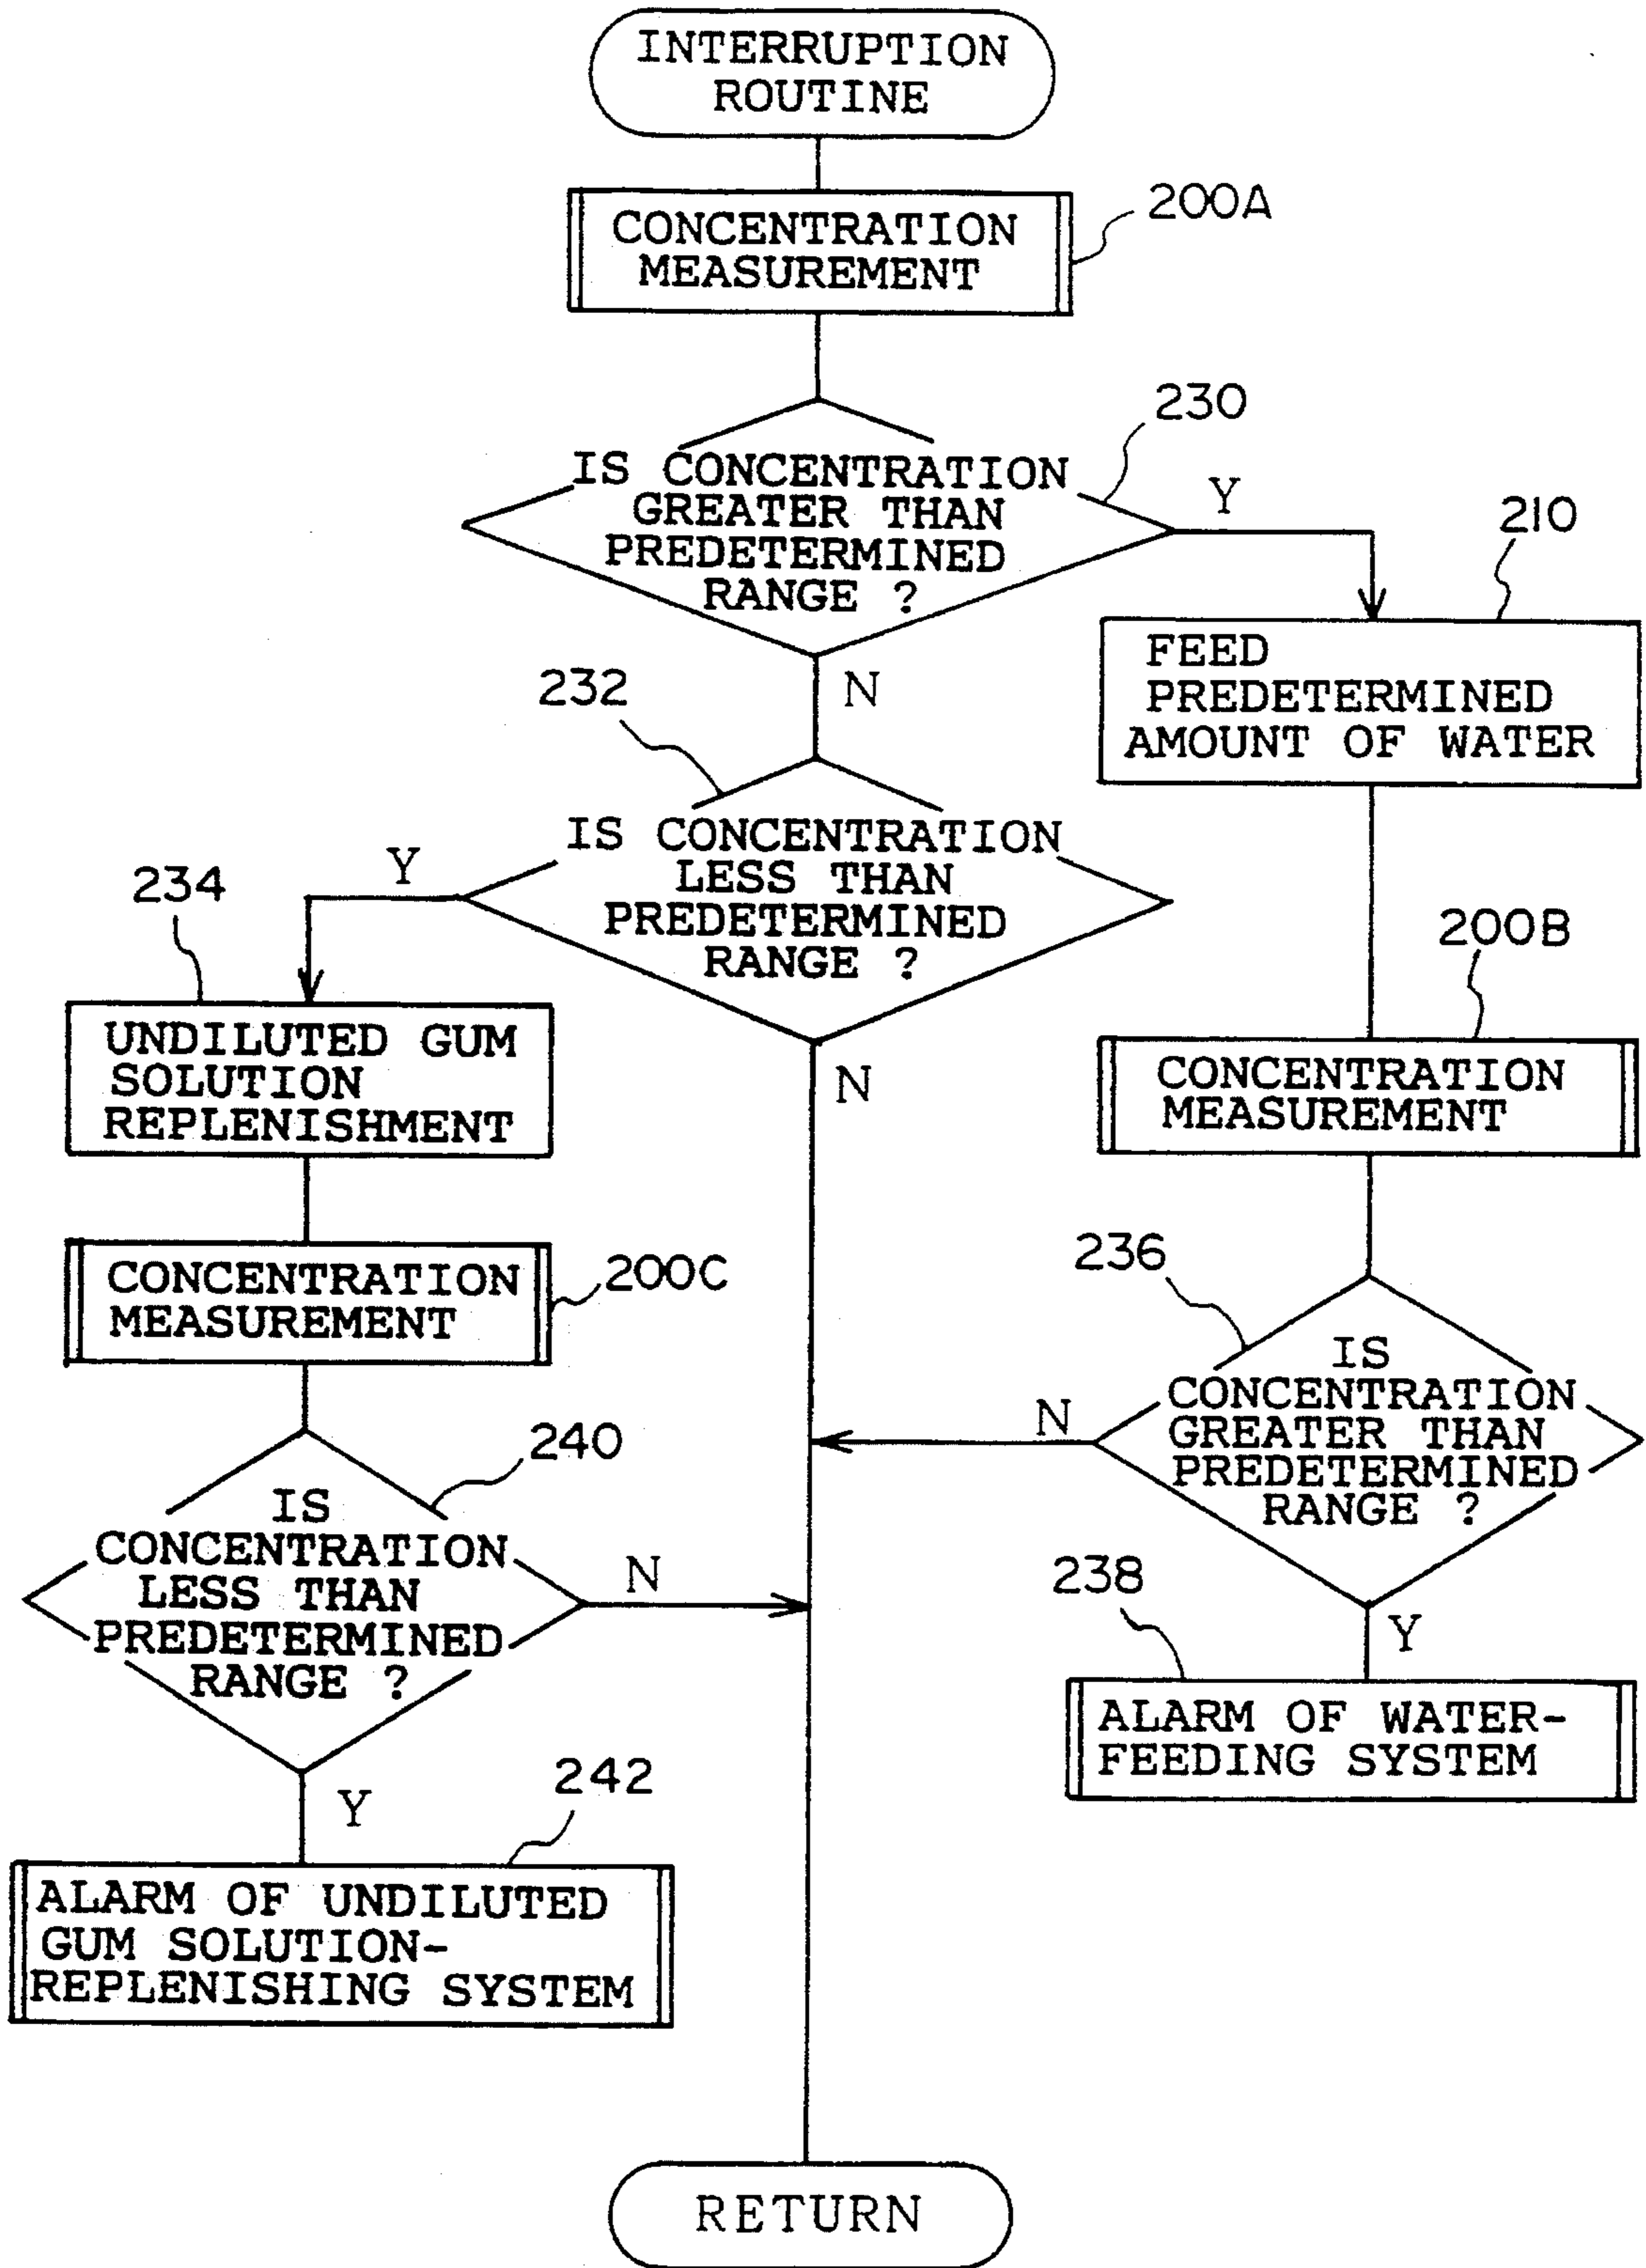 INTERRUPTION
ROUTINE
CONCENTRATION
MEASUREMENT
200A
230
IS CONCENTRATION
GREATER THAN
PREDETERMINED
RANGE ?
Y
N
210
FEED
PREDETERMINED
AMOUNT OF WATER
232
IS CONCENTRATION
LESS THAN
PREDETERMINED
RANGE ?
Y
N
234
UNDILUTED GUM
SOLUTION
REPLENISHMENT
200B
CONCENTRATION
MEASUREMENT
CONCENTRATION
MEASUREMENT
200C
236
IS
CONCENTRATION
GREATER THAN
PREDETERMINED
RANGE ?
N
Y
240
IS
CONCENTRATION
LESS THAN
PREDETERMINED
RANGE ?
N
Y
238
ALARM OF WATER-
FEEDING SYSTEM
242
ALARM OF UNDILUTED
GUM SOLUTION-
REPLENISHING SYSTEM
RETURN